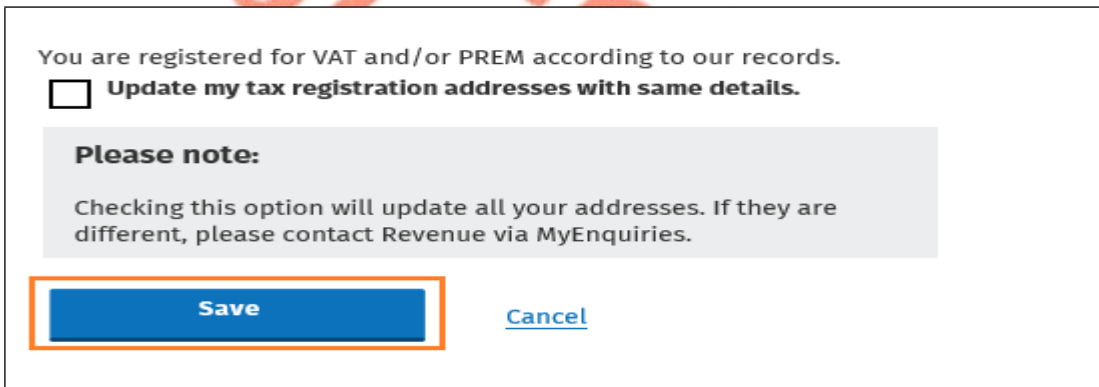 You are registered for VAT and/or PREM according to our records.
Update my tax registration addresses with same details.
Please note:
Checking this option will update all your addresses. If they are
different, please contact Revenue via MyEnquiries.
Save
Cancel